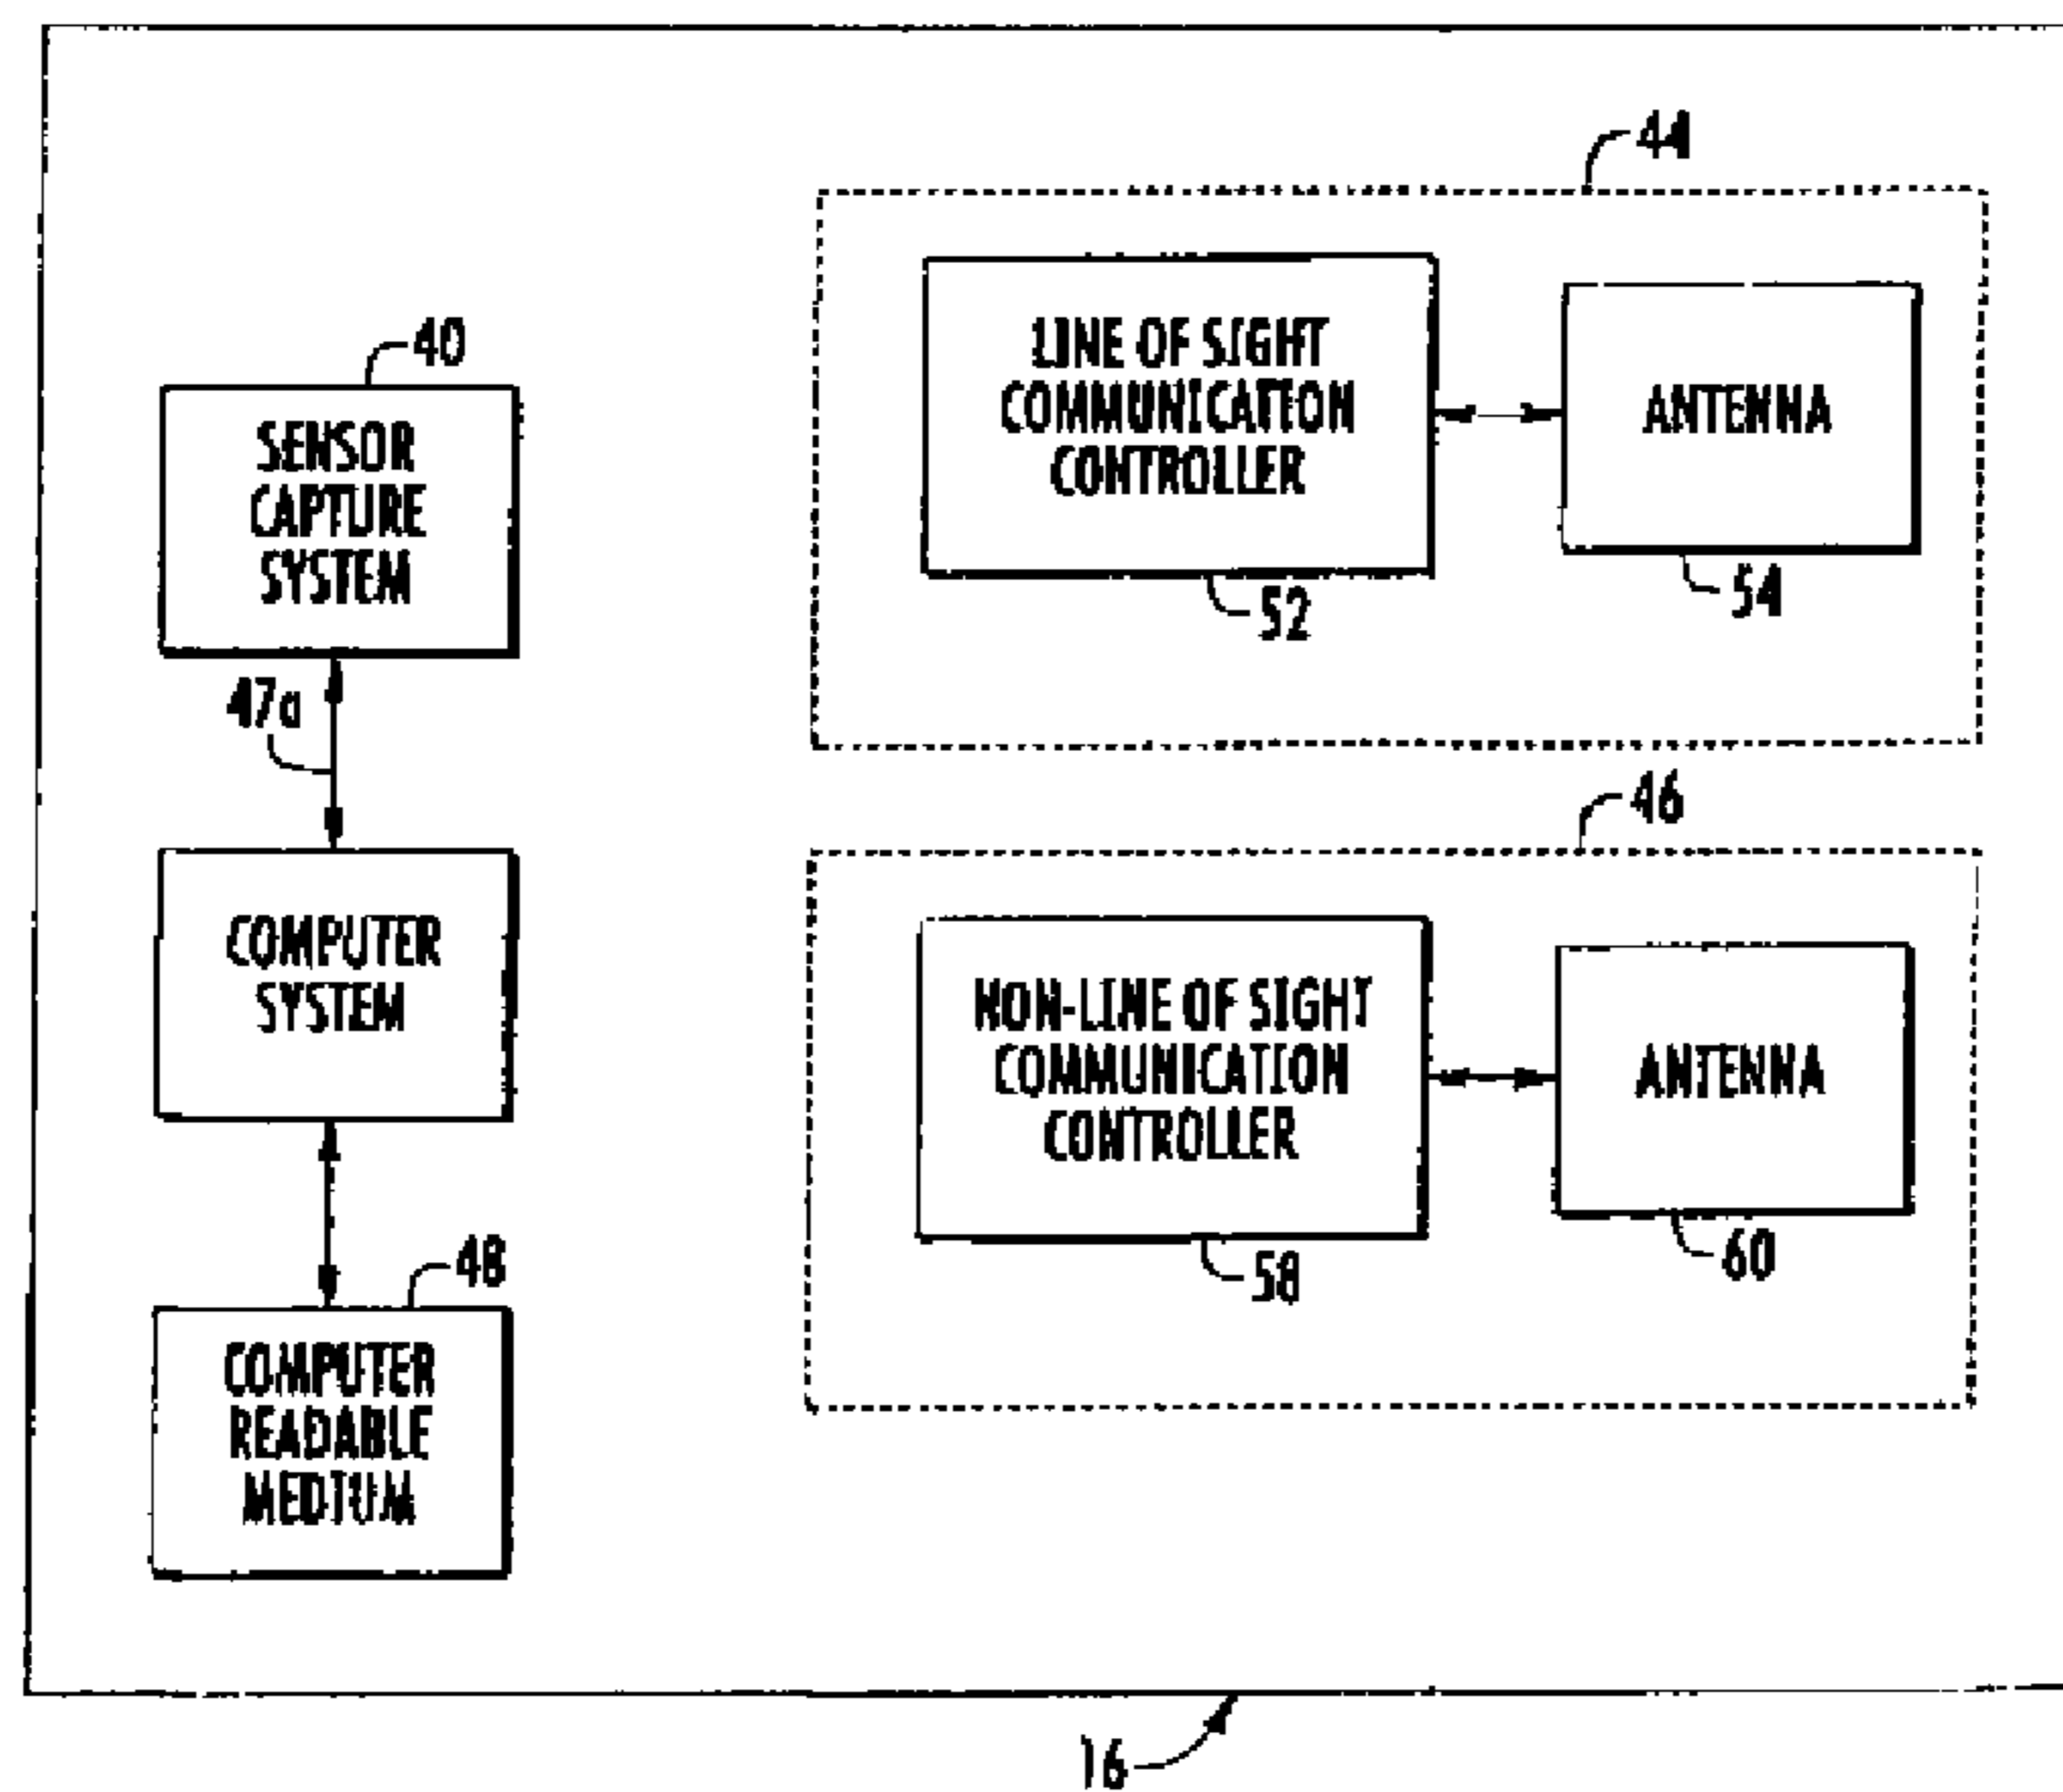 44
LINE OF SIGHT
COMMUNICATION
CONTROLLER
ANTENNA
52
54
40
SENSOR
CAPTURE
SYSTEM
47a
COMPUTER
SYSTEM
48
COMPUTER
READABLE
MEDIUM
46
NON-LINE OF SIGHT
COMMUNICATION
CONTROLLER
ANTENNA
58
60
16